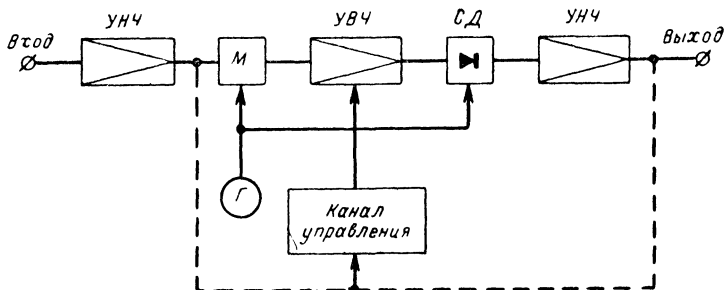 УНЧ
УВЧ
СД
УНЧ
Вход
Выход
М
Г
Канал
управления